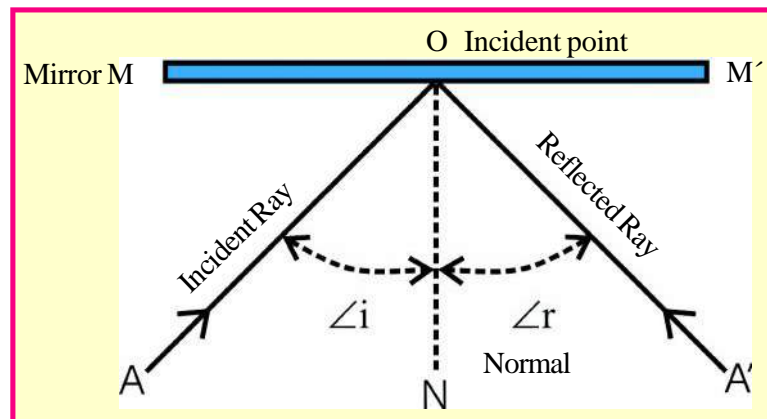 O Incident point
Mirror M
M´
Incident Ray
Reflected Ray
∠i
∠r
Normal
A
N
A'